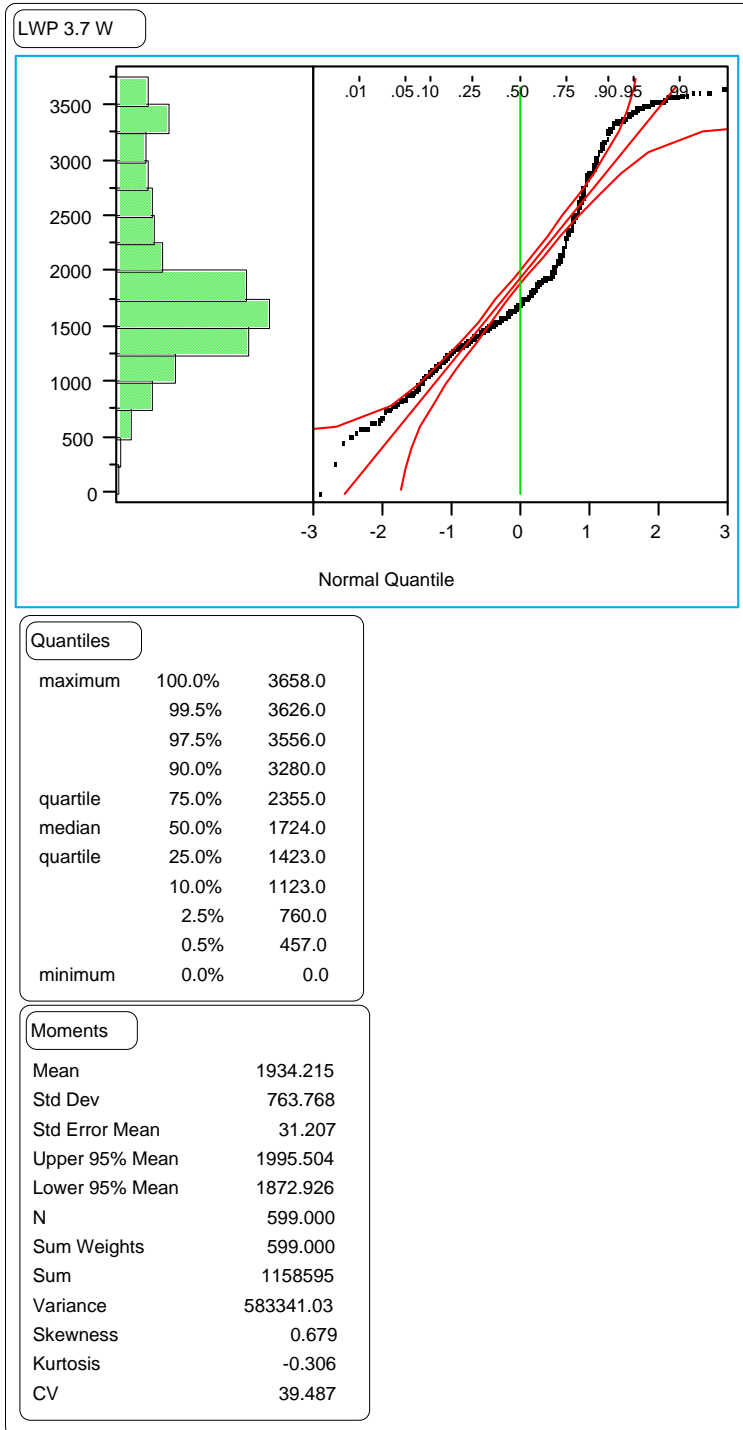 LWP 3.7 W
.01 .05 .10 .25 .50 .75 .90 .95 .99
3500
3000
2500
2000
1500
1000
500
0
-3 -2 -1 0 1 2 3
Normal Quantile
Quantiles
maximum 100.0% 3658.0
99.5% 3626.0
97.5% 3556.0
90.0% 3280.0
quartile 75.0% 2355.0
median 50.0% 1724.0
quartile 25.0% 1423.0
10.0% 1123.0
2.5% 760.0
0.5% 457.0
minimum 0.0% 0.0
Moments
Mean 1934.215
Std Dev 763.768
Std Error Mean 31.207
Upper 95% Mean 1995.504
Lower 95% Mean 1872.926
N 599.000
Sum Weights 599.000
Sum 1158595
Variance 583341.03
Skewness 0.679
Kurtosis -0.306
CV 39.487